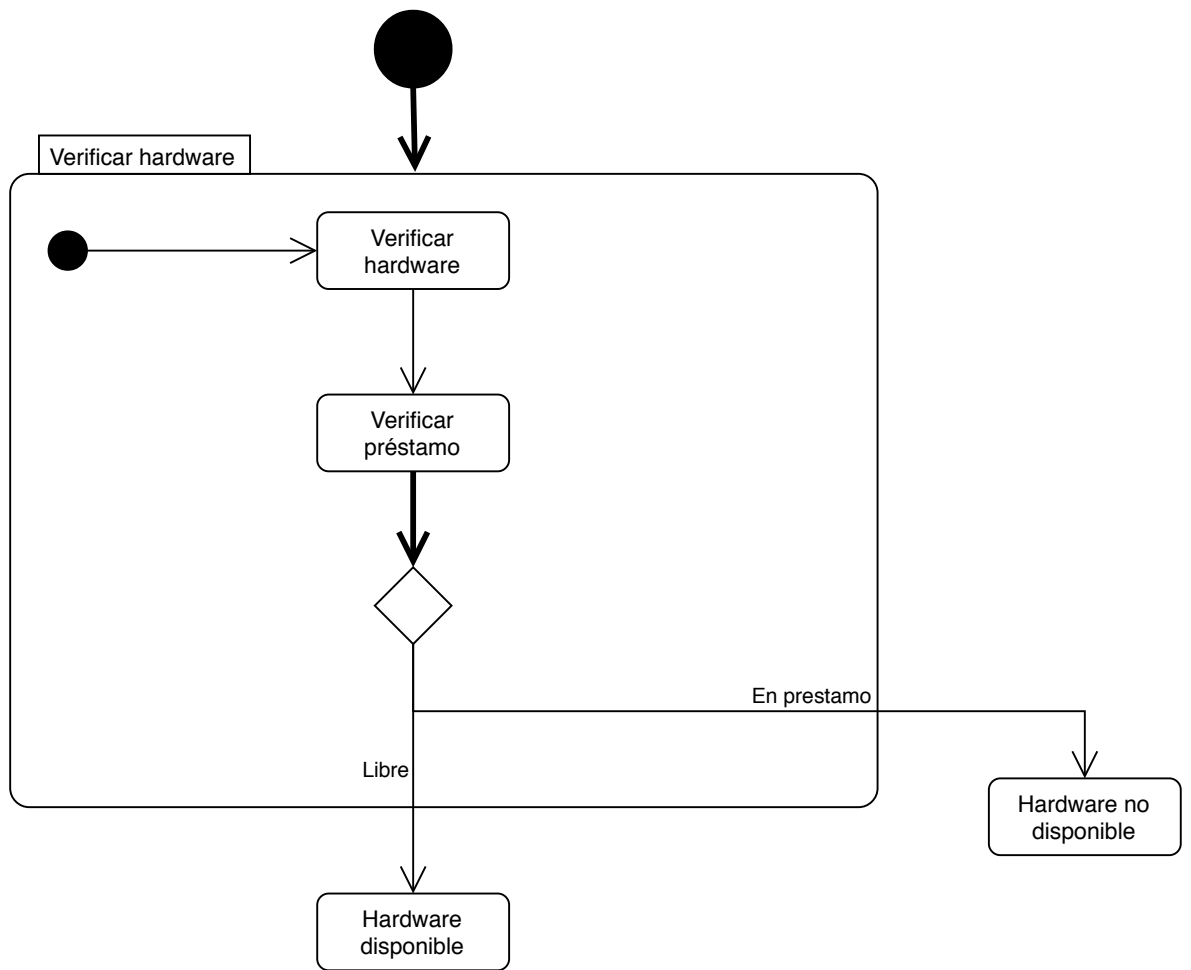 Verificar hardware
Verificar
hardware
Verificar
préstamo
En prestamo
Libre
Hardware no
disponible
Hardware
disponible